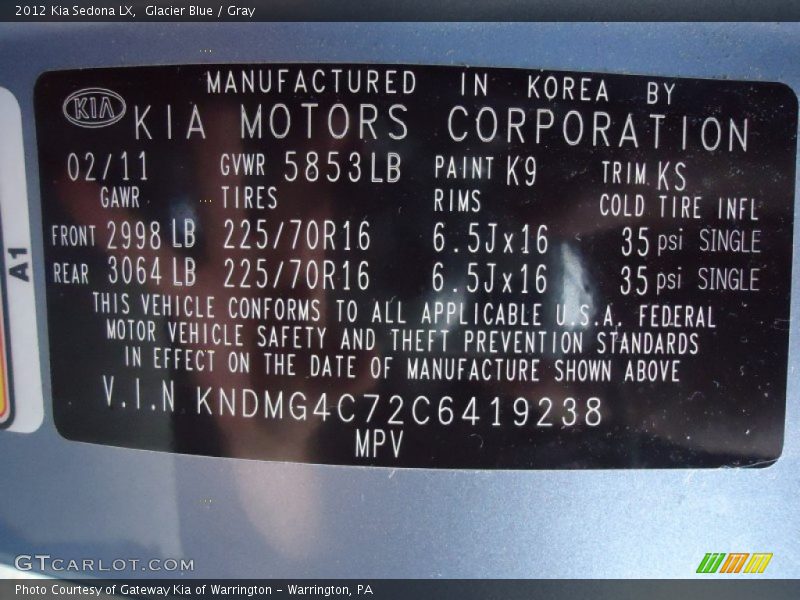 2012 Kia Sedona LX, Glacier Blue / Gray
MANUFACTURED IN KOREA BY
KIA KIA MOTORS CORPORATION
02/11 GVWR 5853LB PAINT K9 TRIM KS
GAWR TIRES RIMS COLD TIRE INFL
FRONT 2998 LB 225/70R16 6.5Jx16 35 psi SINGLE
REAR 3064 LB 225/70R16 6.5Jx16 35 psi SINGLE
THIS VEHICLE CONFORMS TO ALL APPLICABLE U.S.A. FEDERAL
MOTOR VEHICLE SAFETY AND THEFT PREVENTION STANDARDS
IN EFFECT ON THE DATE OF MANUFACTURE SHOWN ABOVE
V.I.N KNDMG4C72C6419238
MPV
A1
GTCARLOT.COM
Photo Courtesy of Gateway Kia of Warrington - Warrington, PA